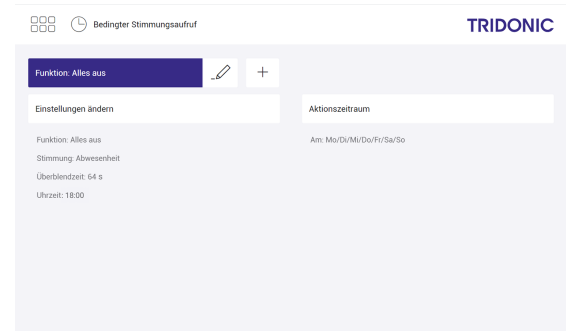 Bedingter Stimmungsaufruf
TRIDONIC
Funktion: Alles aus
Einstellungen ändern
Aktionszeitraum
Funktion: Alles aus
Am: Mo/Di/Mi/Do/Fr/Sa/So
Stimmung: Abwesenheit
Überblendzeit: 64 s
Uhrzeit: 18:00